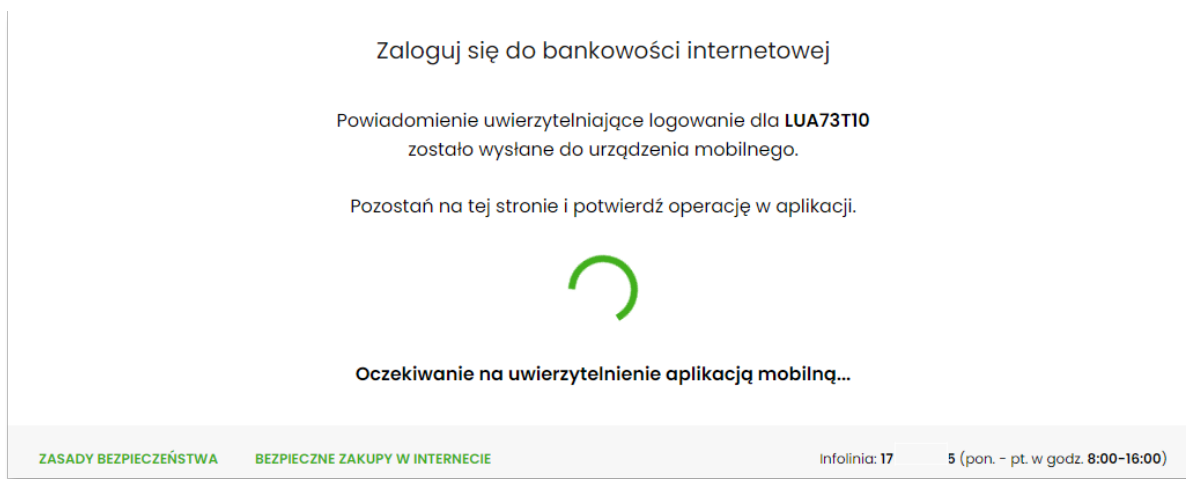 Zaloguj się do bankowości internetowej
Powiadomienie uwierzytelniające logowanie dla LUA73T10
zostało wysłane do urządzenia mobilnego.
Pozostań na tej stronie i potwierdź operację w aplikacji.
Oczekiwanie na uwierzytelnienie aplikacją mobilną...
ZASADY BEZPIECZEŃSTWA BEZPIECZNE ZAKUPY W INTERNECIE Infolinia: 17 5 (pon. - pt. w godz. 8:00-16:00)